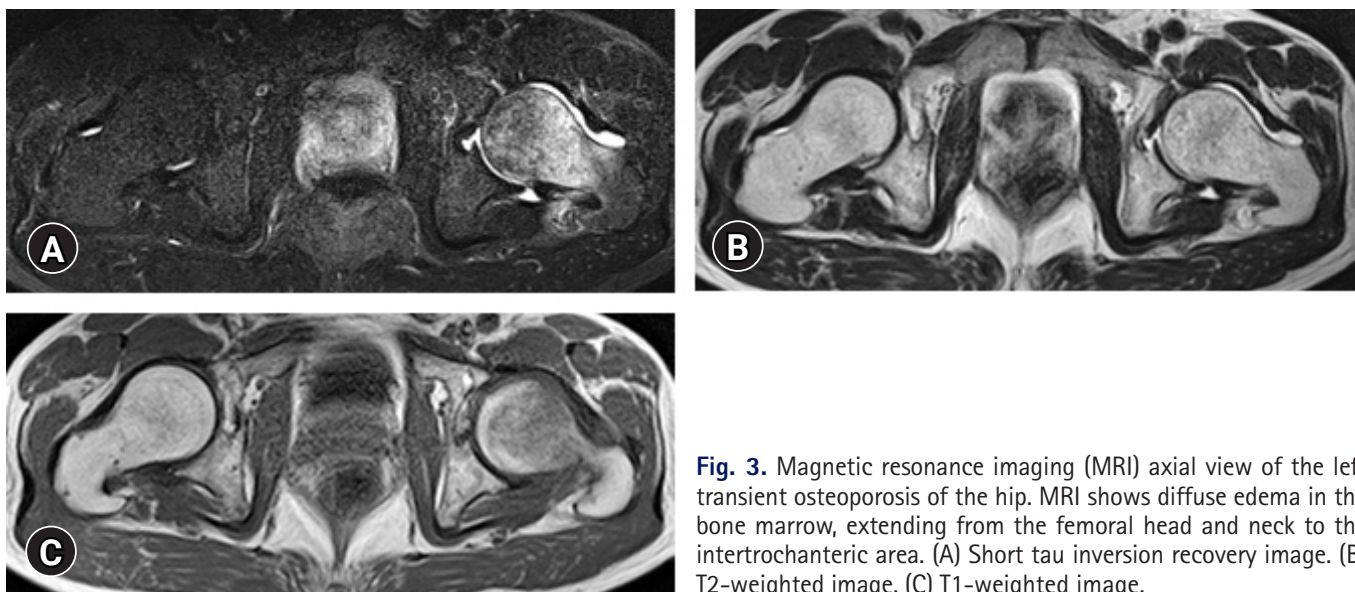 A
B
C
Fig. 3. Magnetic resonance imaging (MRI) axial view of the lef
transient osteoporosis of the hip. MRI shows diffuse edema in th
bone marrow, extending from the femoral head and neck to th
intertrochanteric area. (A) Short tau inversion recovery image. (B
T2-weighted image. (C) T1-weighted image.